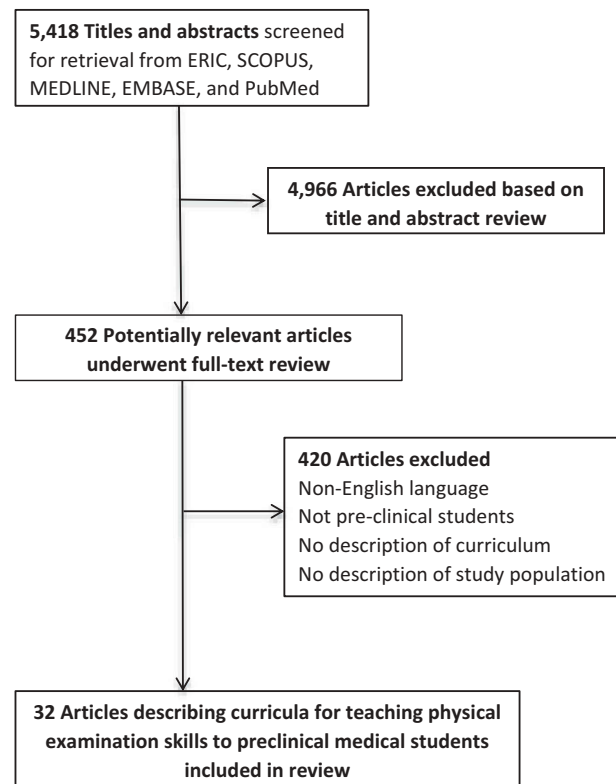 5,418 Titles and abstracts screened
for retrieval from ERIC, SCOPUS,
MEDLINE, EMBASE, and PubMed
4,966 Articles excluded based on
title and abstract review
452 Potentially relevant articles
underwent full-text review
420 Articles excluded
Non-English language
Not pre-clinical students
No description of curriculum
No description of study population
32 Articles describing curricula for teaching physical
examination skills to preclinical medical students
included in review